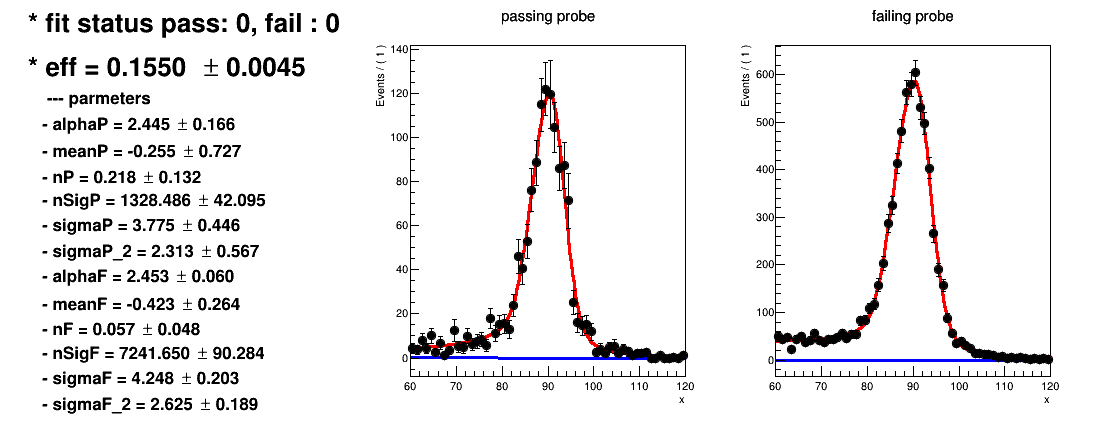 * fit status pass: 0, fail : 0
* eff = 0.1550 ± 0.0045
--- parmeters
- alphaP = 2.445 ± 0.166
- meanP = -0.255 ± 0.727
- nP = 0.218 ± 0.132
- nSigP = 1328.486 ± 42.095
- sigmaP = 3.775 ± 0.446
- sigmaP_2 = 2.313 ± 0.567
- alphaF = 2.453 ± 0.060
- meanF = -0.423 ± 0.264
- nF = 0.057 ± 0.048
- nSigF = 7241.650 ± 90.284
- sigmaF = 4.248 ± 0.203
- sigmaF_2 = 2.625 ± 0.189
passing probe
Events / ( 1 )
140
120
100
80
60
40
20
0
60 70 80 90 100 110 120
x
failing probe
Events / ( 1 )
600
500
400
300
200
100
0
60 70 80 90 100 110 120
x